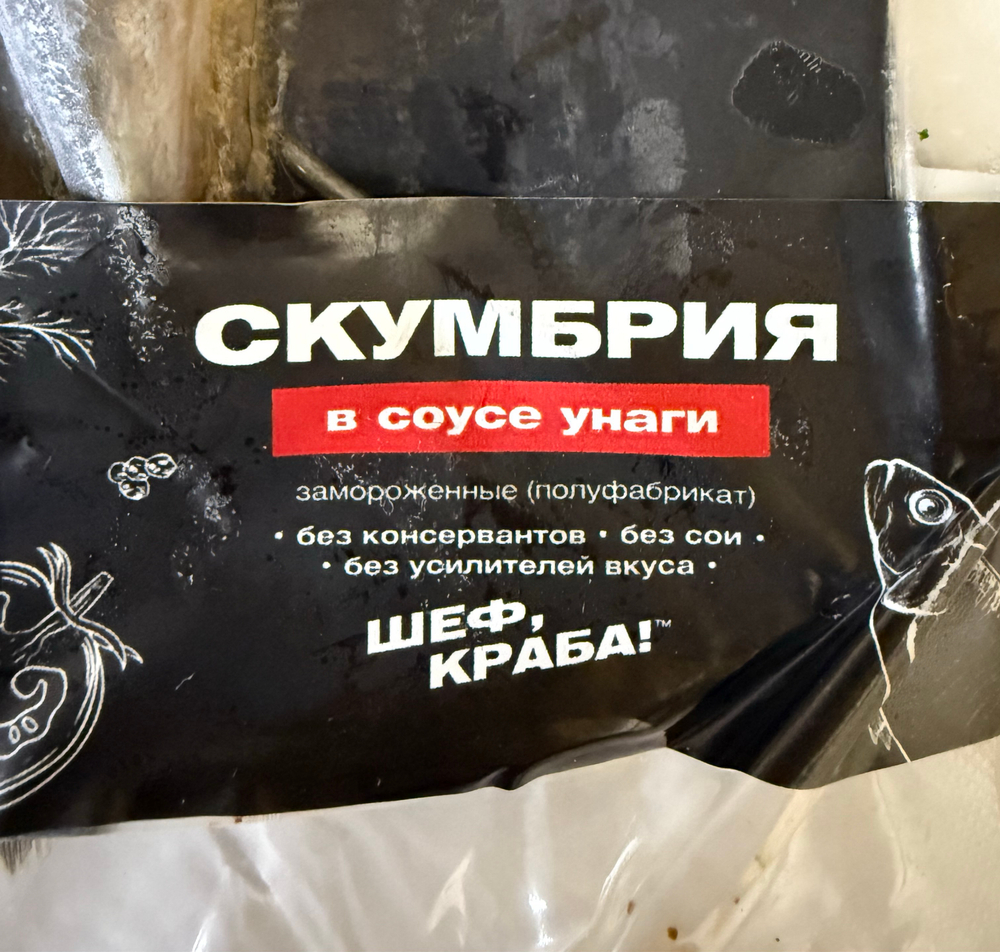 СКУМБРИЯ
в соусе унаги
замороженные (полуфабрикат)
• без консервантов • без сои •
• без усилителей вкуса •
ШЕФ,
КРАБА!™